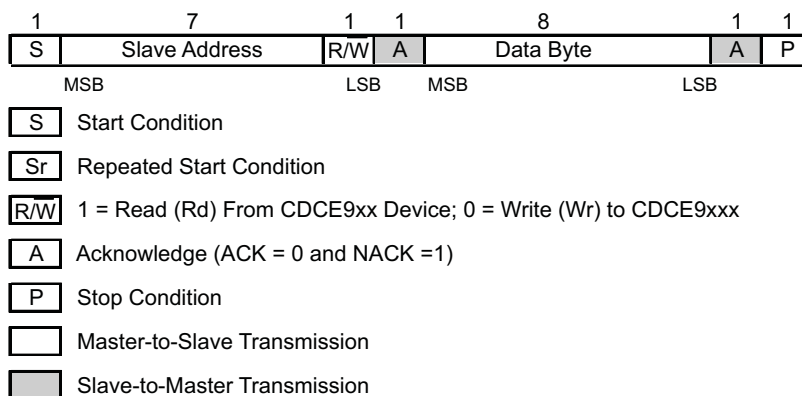 1 7 1 1 8 1 1
S Slave Address R/W A Data Byte A P
MSB LSB MSB LSB
S Start Condition
Sr Repeated Start Condition
R/W 1 = Read (Rd) From CDCE9xx Device; 0 = Write (Wr) to CDCE9xxx
A Acknowledge (ACK = 0 and NACK =1)
P Stop Condition
Master-to-Slave Transmission
Slave-to-Master Transmission